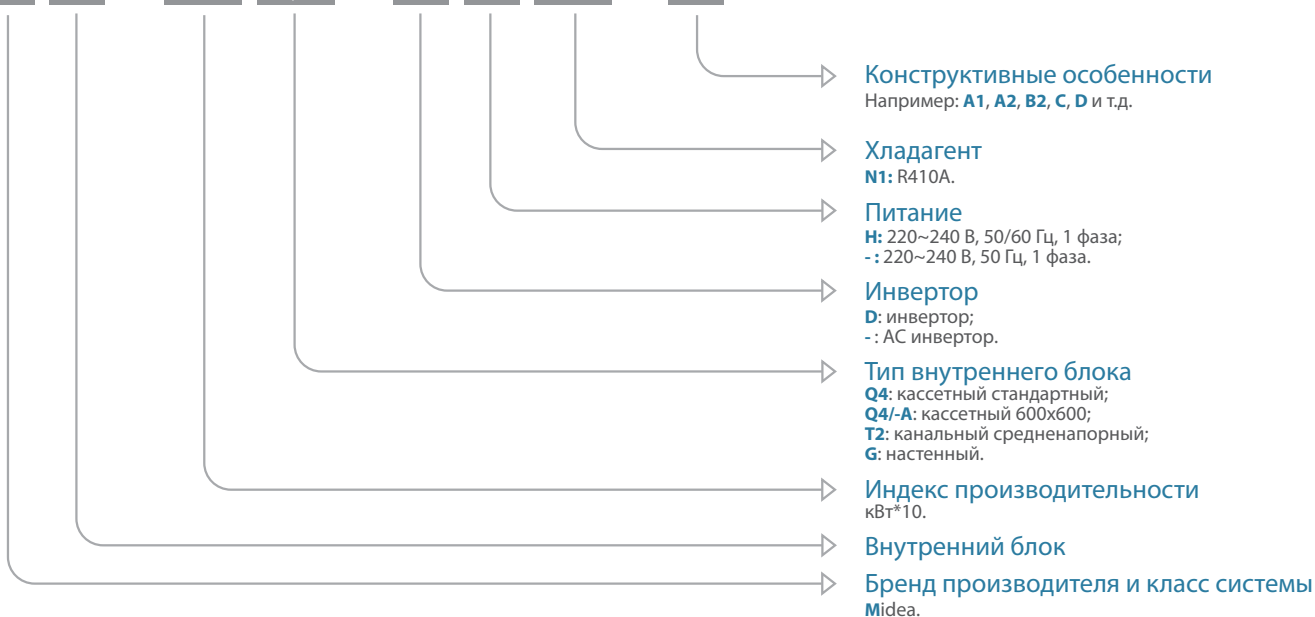 Конструктивные особенности
Например: A1, A2, B2, C, D и т.д.
Хладагент
N1: R410A.
Питание
H: 220~240 В, 50/60 Гц, 1 фаза;
- : 220~240 В, 50 Гц, 1 фаза.
Инвертор
D: инвертор;
- : AC инвертор.
Тип внутреннего блока
Q4: кассетный стандартный;
Q4/-A: кассетный 600x600;
T2: канальный средненапорный;
G: настенный.
Индекс производительности
кВт*10.
Внутренний блок
Бренд производителя и класс системы
Midea.